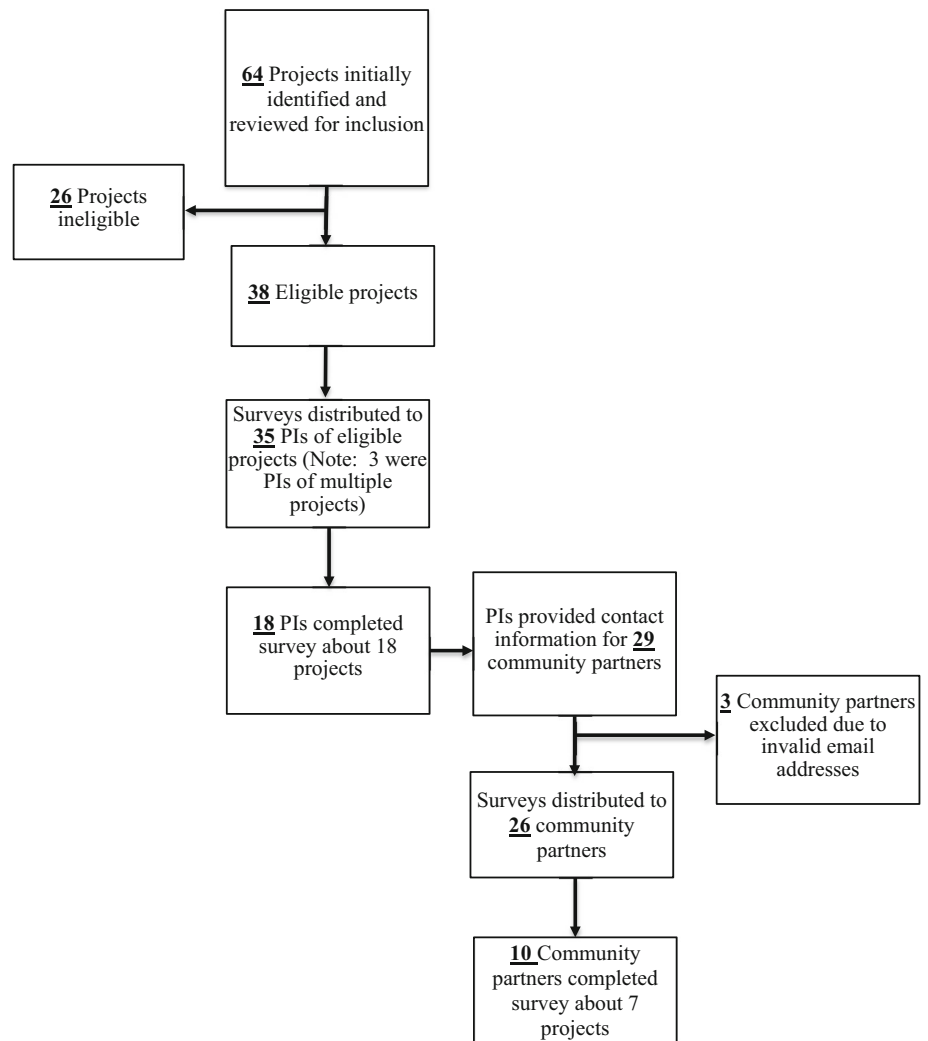 64 Projects initially
identified and
reviewed for inclusion
26 Projects
ineligible
38 Eligible projects
Surveys distributed to
35 PIs of eligible
projects (Note: 3 were
PIs of multiple
projects)
18 PIs completed
survey about 18
projects
PIs provided contact
information for 29
community partners
3 Community partners
excluded due to
invalid email
addresses
Surveys distributed to
26 community
partners
10 Community
partners completed
survey about 7
projects